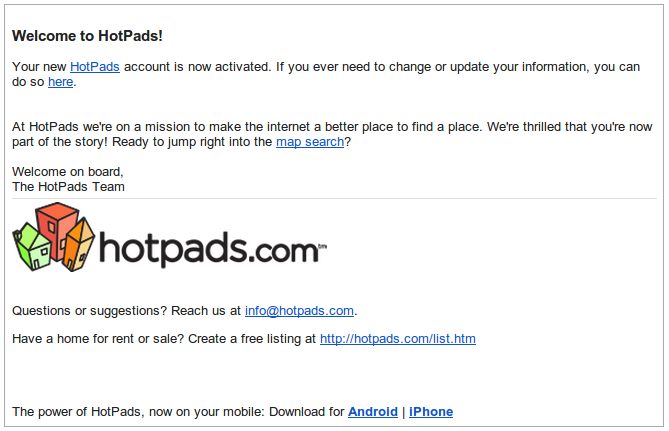 Welcome to HotPads!
Your new HotPads account is now activated. If you ever need to change or update your information, you can
do so here.
At HotPads we're on a mission to make the internet a better place to find a place. We're thrilled that you're now
part of the story! Ready to jump right into the map search?
Welcome on board,
The HotPads Team
hotpads.com™
Questions or suggestions? Reach us at info@hotpads.com.
Have a home for rent or sale? Create a free listing at http://hotpads.com/list.htm
The power of HotPads, now on your mobile: Download for Android | iPhone